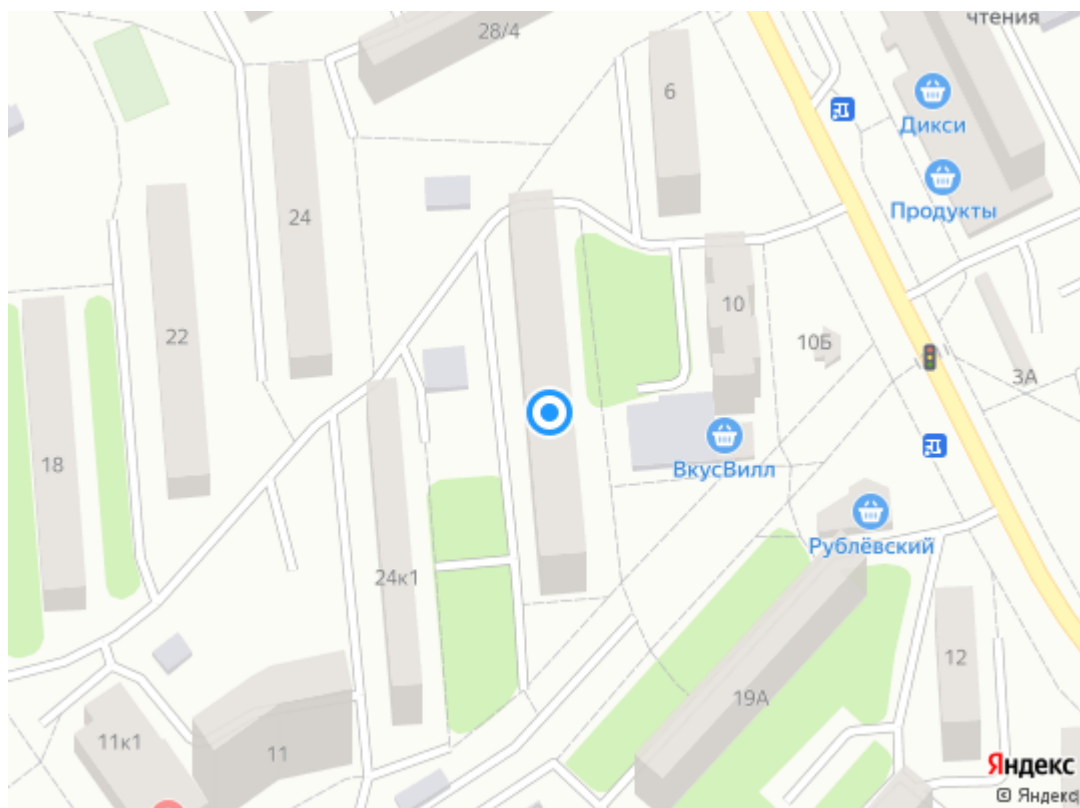 чтения
28/4
6
Дикси
Продукты
24
22
10
10Б
3А
18
ВкусВилл
Рублёвский
24к1
12
19А
11к1
11
Яндекс
© Яндекс